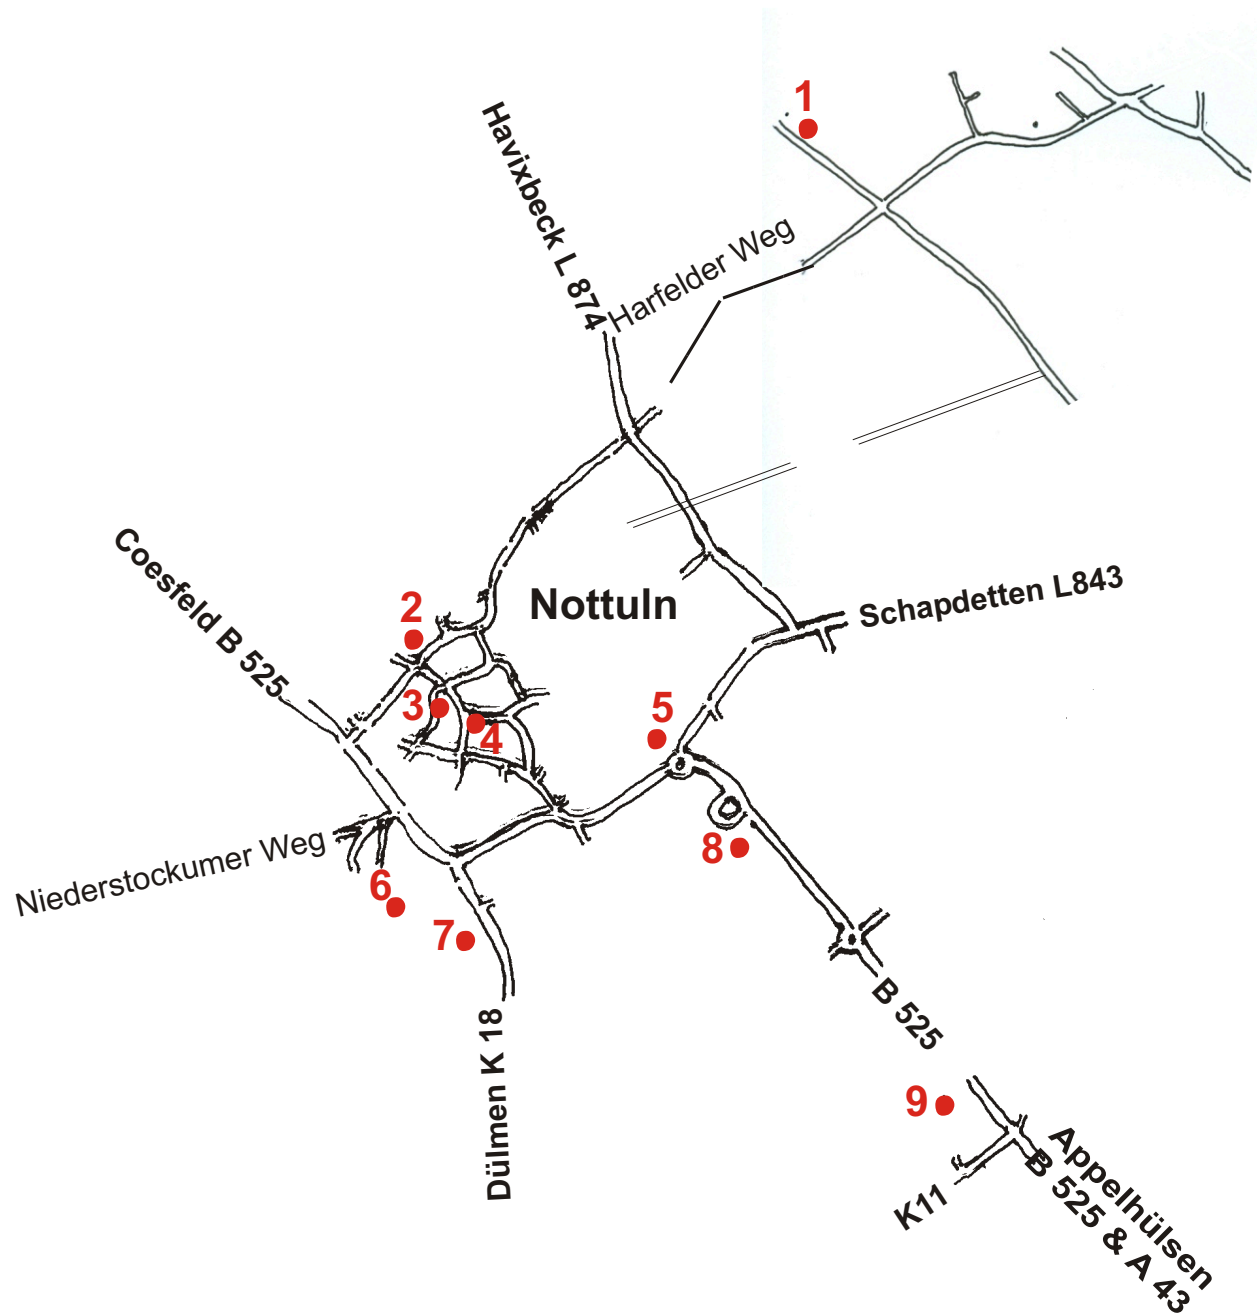 1
Havixbeck L 874
Harfelder Weg
Coesfeld B 525
Nottuln
Schapdetten L843
2
3
4
5
Niederstockumer Weg
6
7
8
Dülmen K 18
B 525
9
K11
Appelhülsen
B 525 & A 43